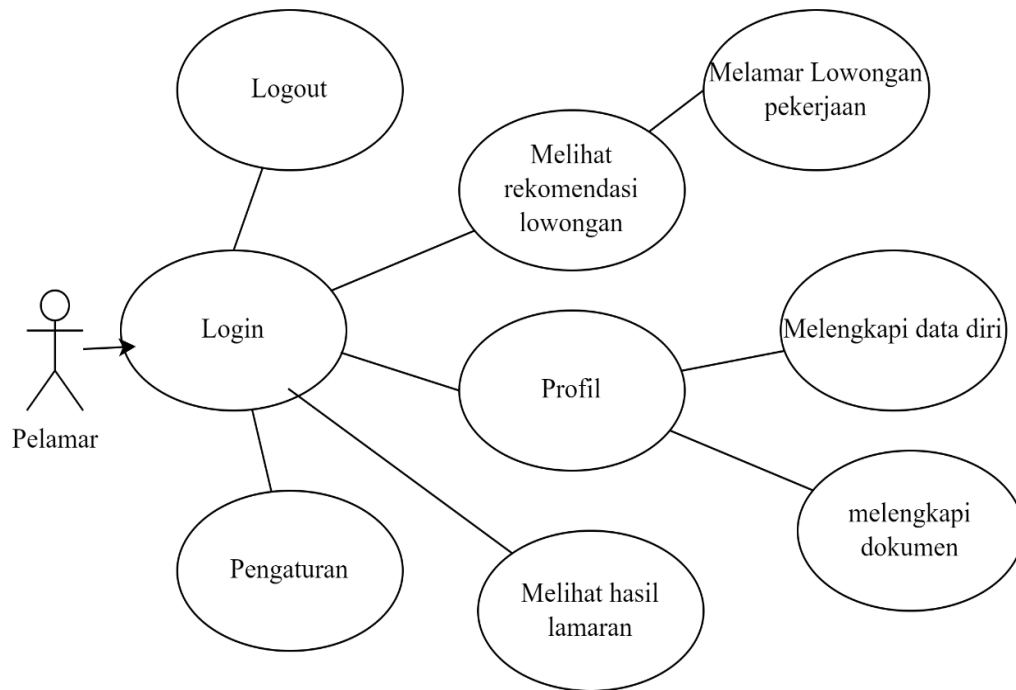 Logout
Melamar Lowongan
pekerjaan
Melihat
rekomendasi
lowongan
Login
Melengkapi data diri
Profil
Pelamar
melengkapi
dokumen
Pengaturan
Melihat hasil
lamaran